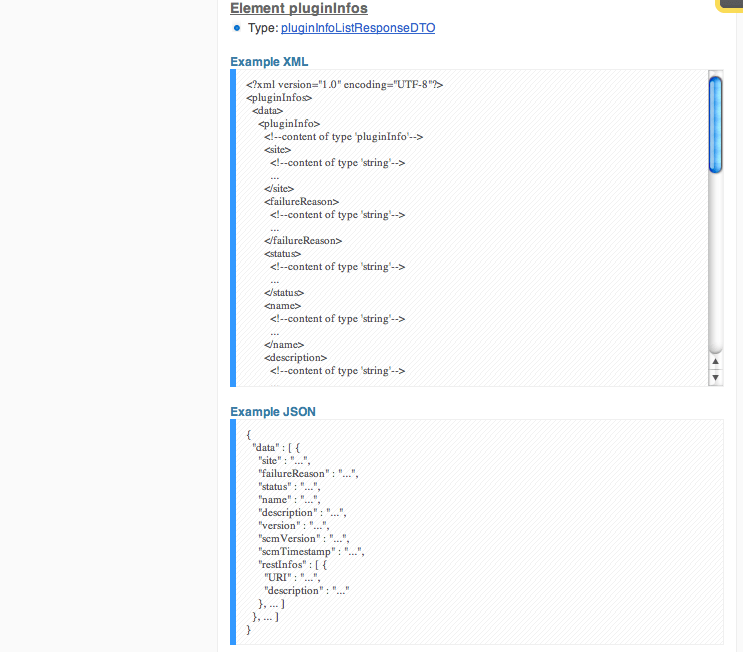 Element pluginInfos
Type: pluginInfoListResponseDTO
Example XML
<?xml version="1.0" encoding="UTF-8"?>
<pluginInfos>
<data>
<pluginInfo>
<!--content of type 'pluginInfo'-->
<site>
<!--content of type 'string'-->
...
</site>
<failureReason>
<!--content of type 'string'-->
...
</failureReason>
<status>
<!--content of type 'string'-->
...
</status>
<name>
<!--content of type 'string'-->
...
</name>
<description>
<!--content of type 'string'-->
...
Example JSON
{
"data" : [ {
"site" : "...",
"failureReason" : "...",
"status" : "...",
"name" : "...",
"description" : "...",
"version" : "...",
"scmVersion" : "...",
"scmTimestamp" : "...",
"restInfos" : [ {
"URI" : "...",
"description" : "..."
}, ... ]
}, ... ]
}